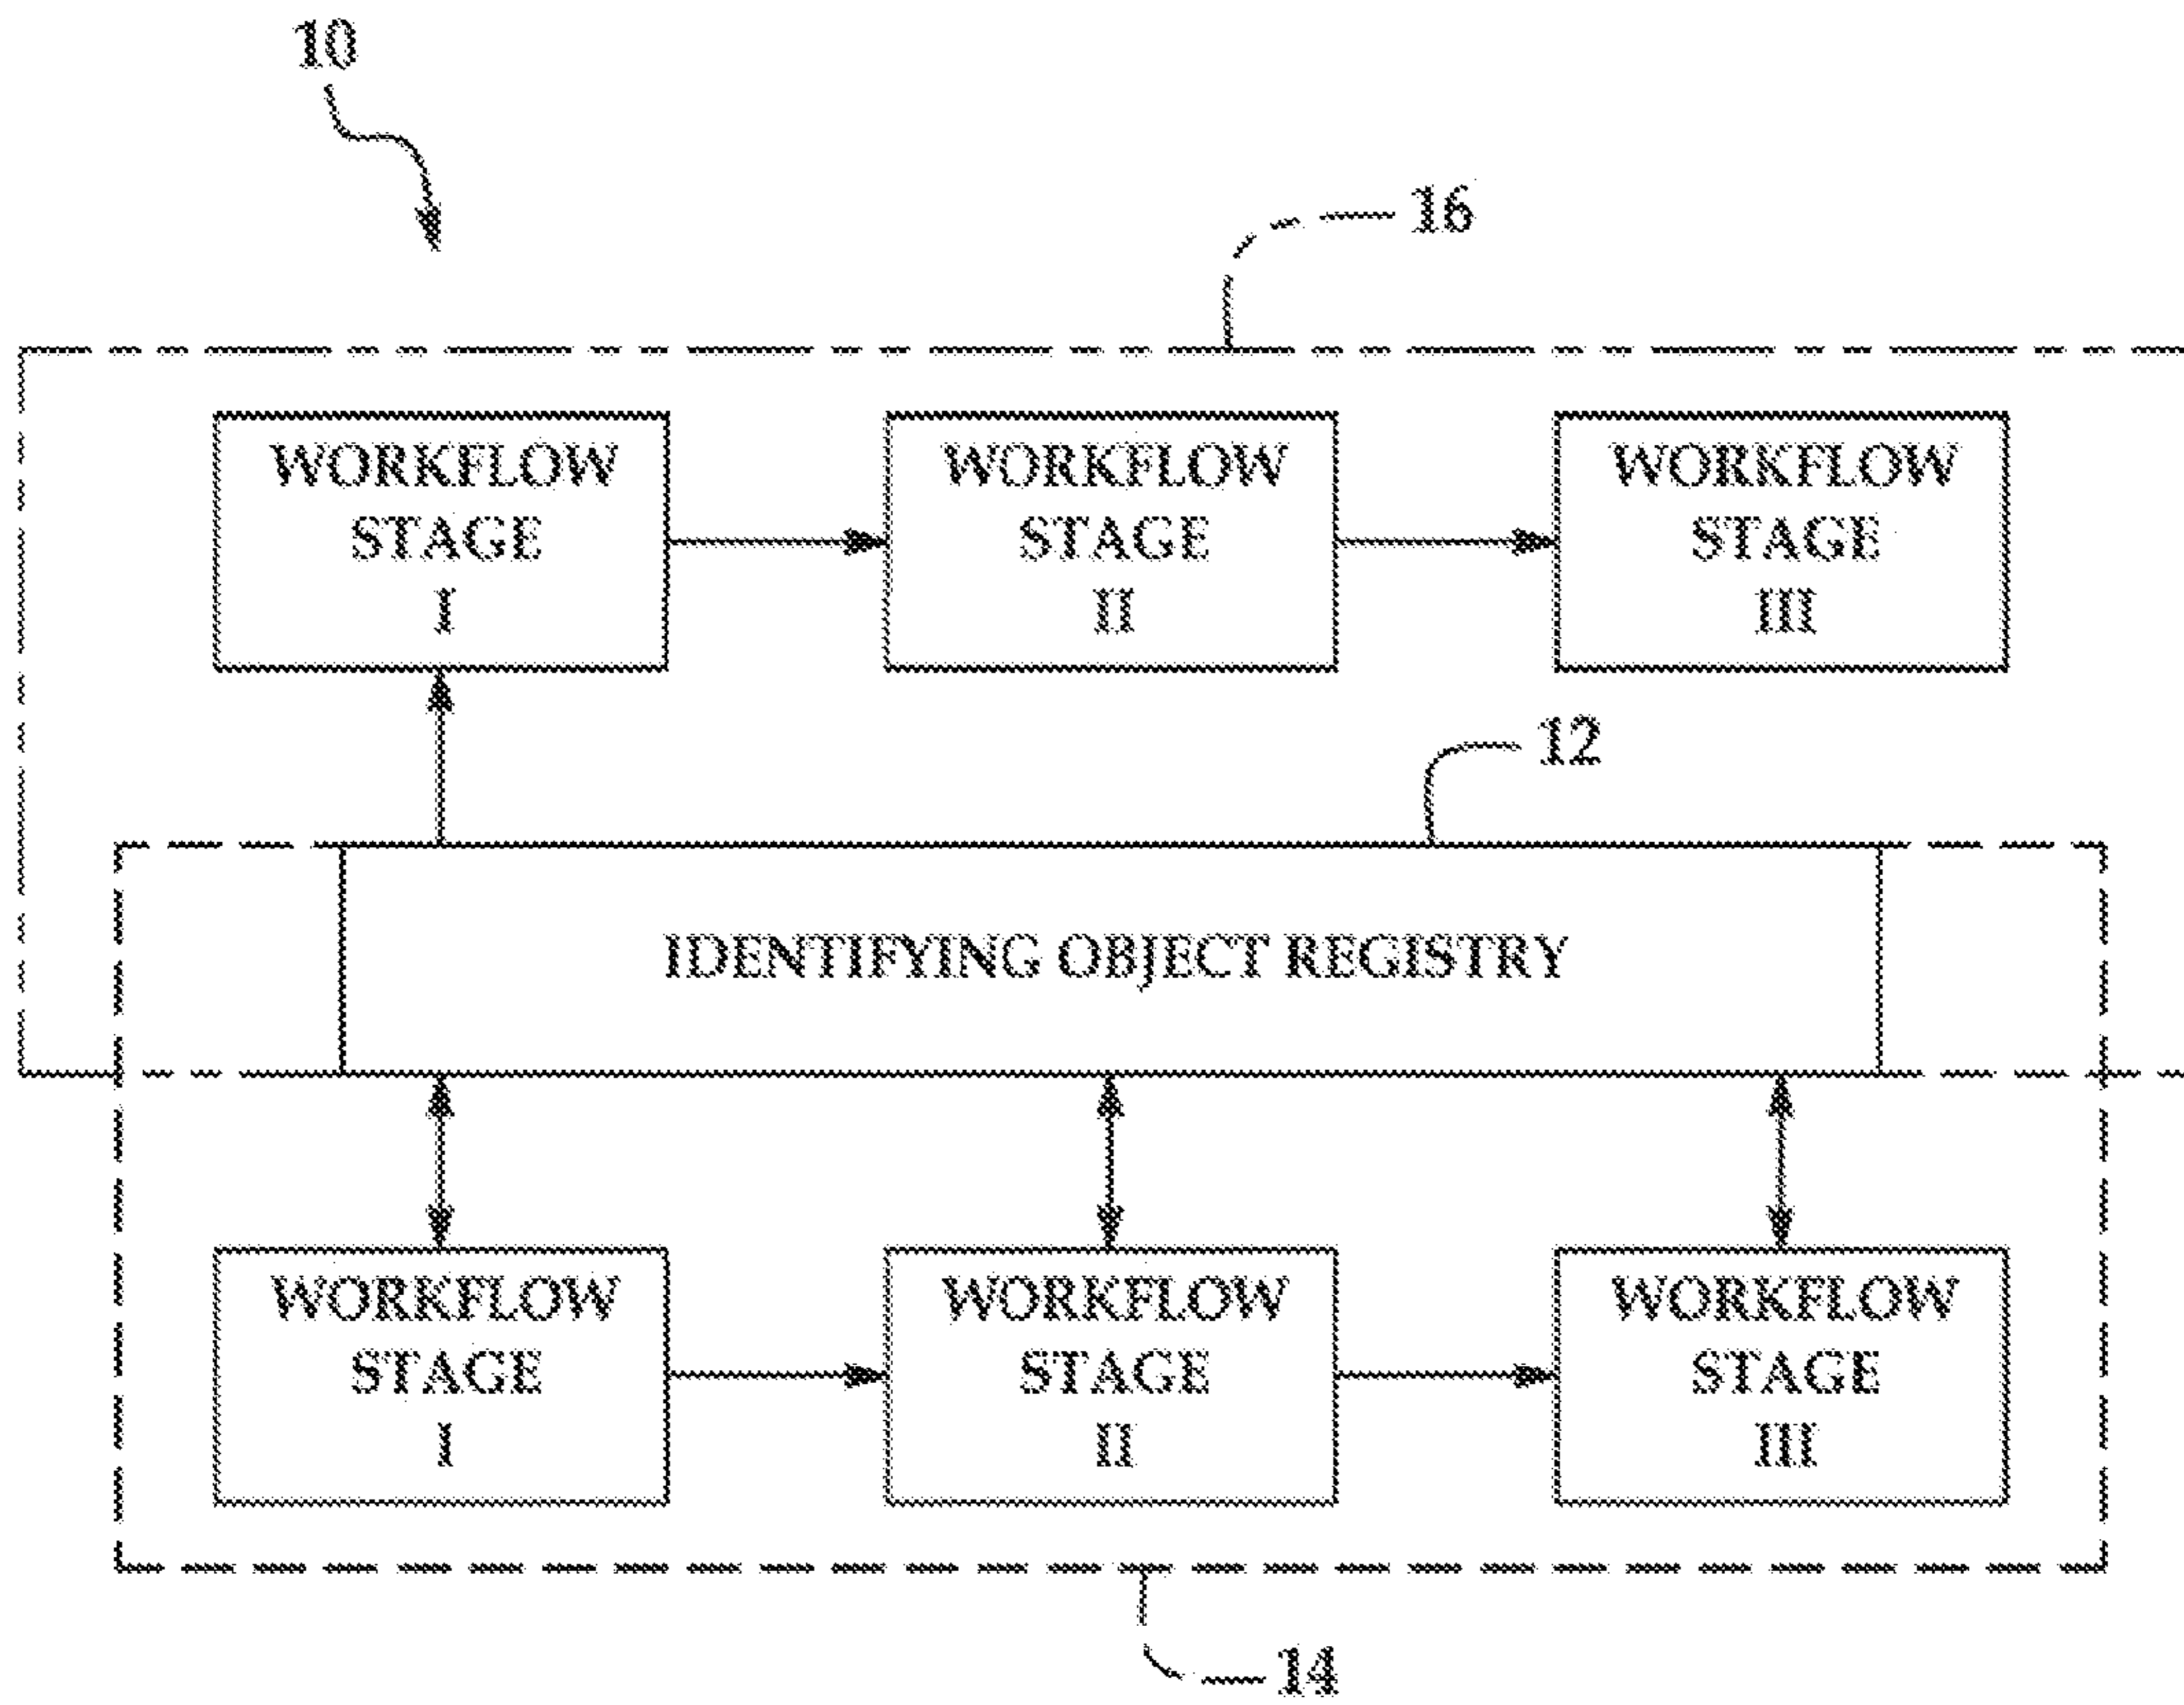 10
16
WORKFLOW
STAGE
I
WORKFLOW
STAGE
II
WORKFLOW
STAGE
III
12
IDENTIFYING OBJECT REGISTRY
WORKFLOW
STAGE
I
WORKFLOW
STAGE
II
WORKFLOW
STAGE
III
14